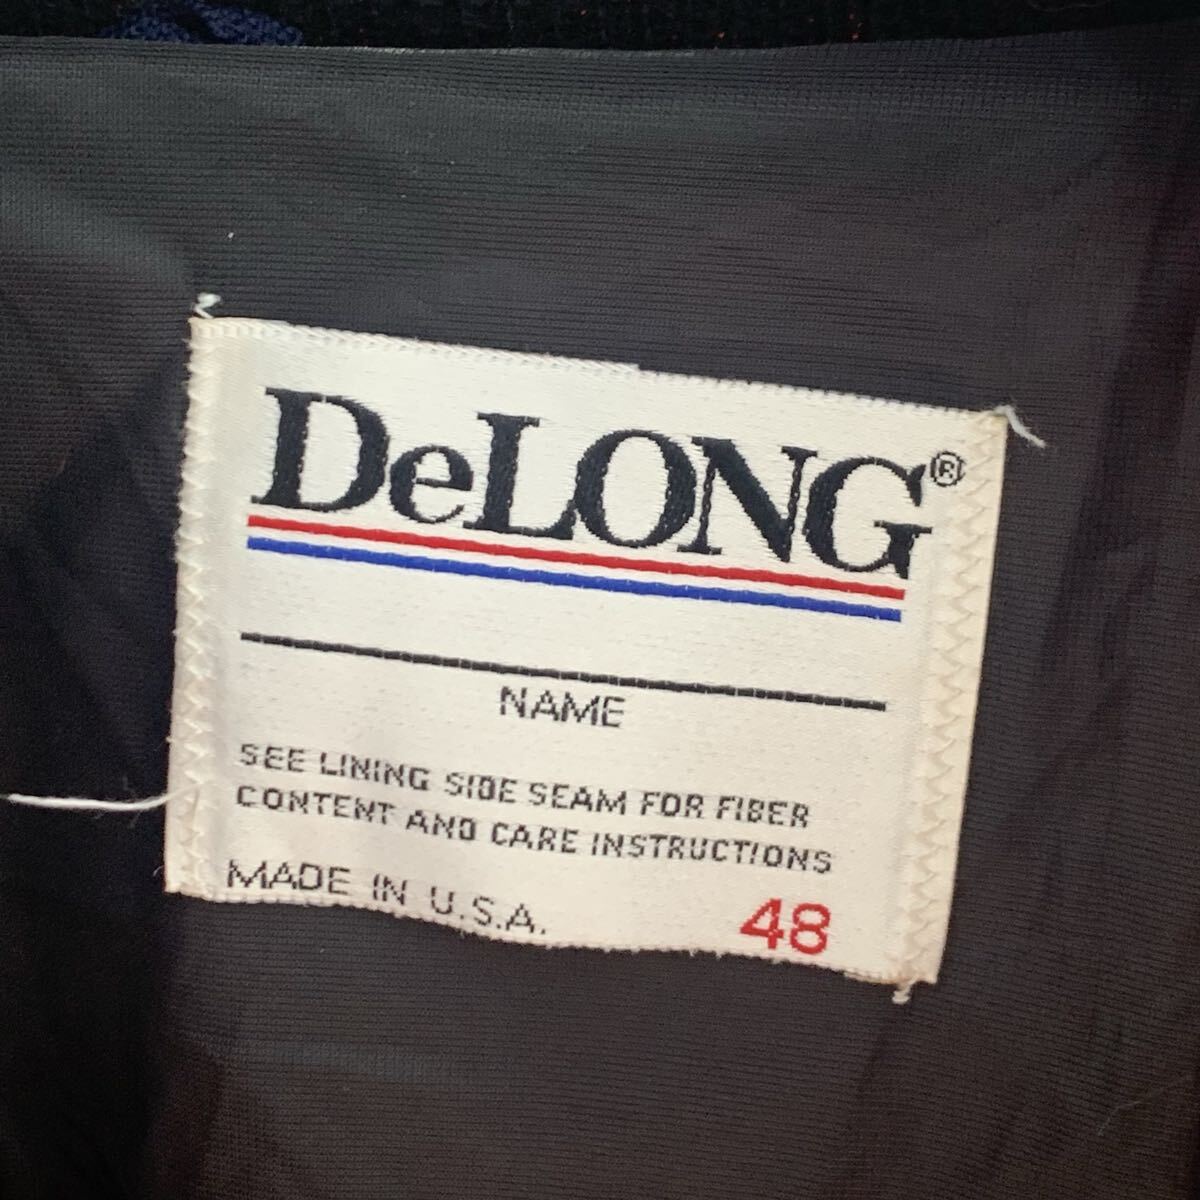 DeLONG®
NAME
SEE LINING SIDE SEAM FOR FIBER
CONTENT AND CARE INSTRUCTIONS
MADE IN U.S.A. 48